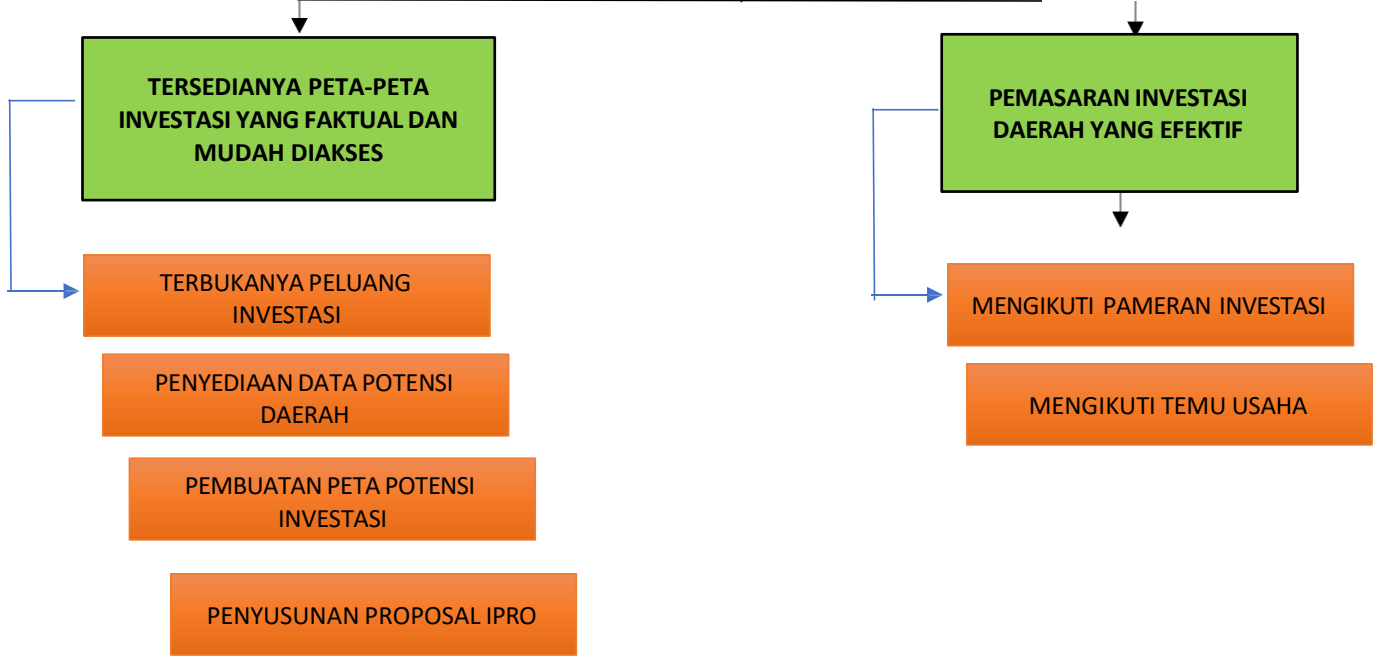 TERSEDIANYA PETA-PETA
INVESTASI YANG FAKTUAL DAN
MUDAH DIAKSES
TERBUKANYA PELUANG
INVESTASI
PENYEDIAAN DATA POTENSI
DAERAH
PEMBUATAN PETA POTENSI
INVESTASI
PENYUSUNAN PROPOSAL IPRO
PEMASARAN INVESTASI
DAERAH YANG EFEKTIF
MENGIKUTI PAMERAN INVESTASI
MENGIKUTI TEMU USAHA